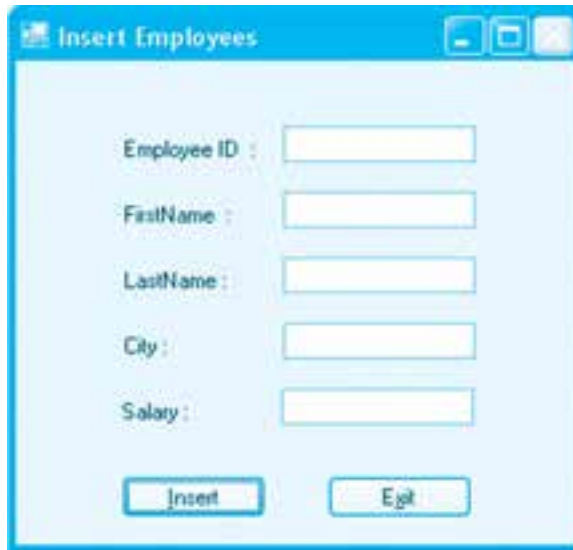 Insert Employees
Employee ID :
FirstName :
LastName :
City :
Salary :
Insert
Exit